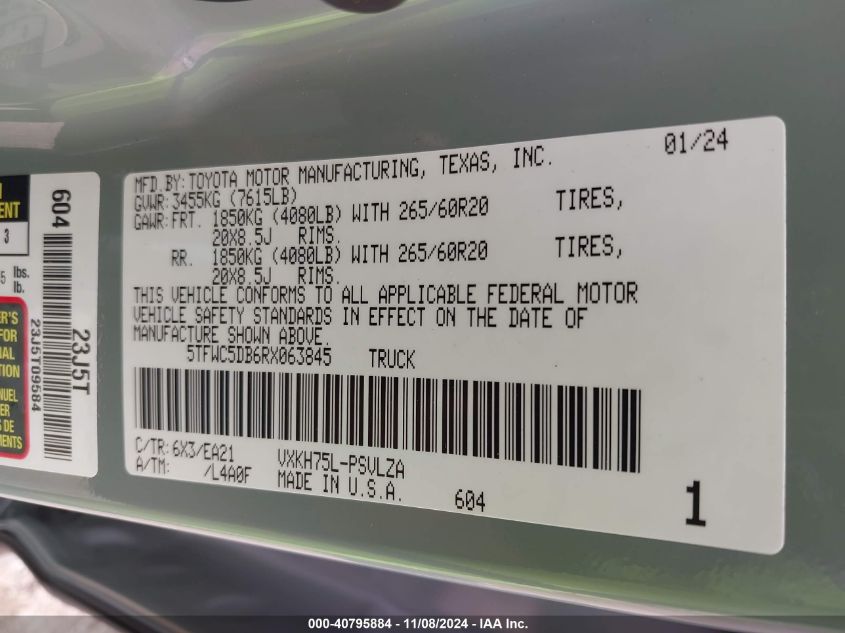 01/24
MFD.BY:TOYOTA MOTOR MANUFACTURING, TEXAS, INC.
GVWR: 3455KG (7615LB)
GAWR: FRT. 1850KG (4080LB) WITH 265/60R20 TIRES,
20X8.5J RIMS.
RR. 1850KG (4080LB) WITH 265/60R20 TIRES,
20X8.5J RIMS.
THIS VEHICLE CONFORMS TO ALL APPLICABLE FEDERAL MOTOR
VEHICLE SAFETY STANDARDS IN EFFECT ON THE DATE OF
MANUFACTURE SHOWN ABOVE.
5TFWC5DB6RX063845 TRUCK
C/TR: 6X3/EA21 VXKH75L-PSVLZA
A/TM: /L4A0F MADE IN U.S.A. 604
1
604
23J5T
23J5T09584
3
5 lbs.
lb.
000-40795884 | 11/08/2024 - IAA Inc.